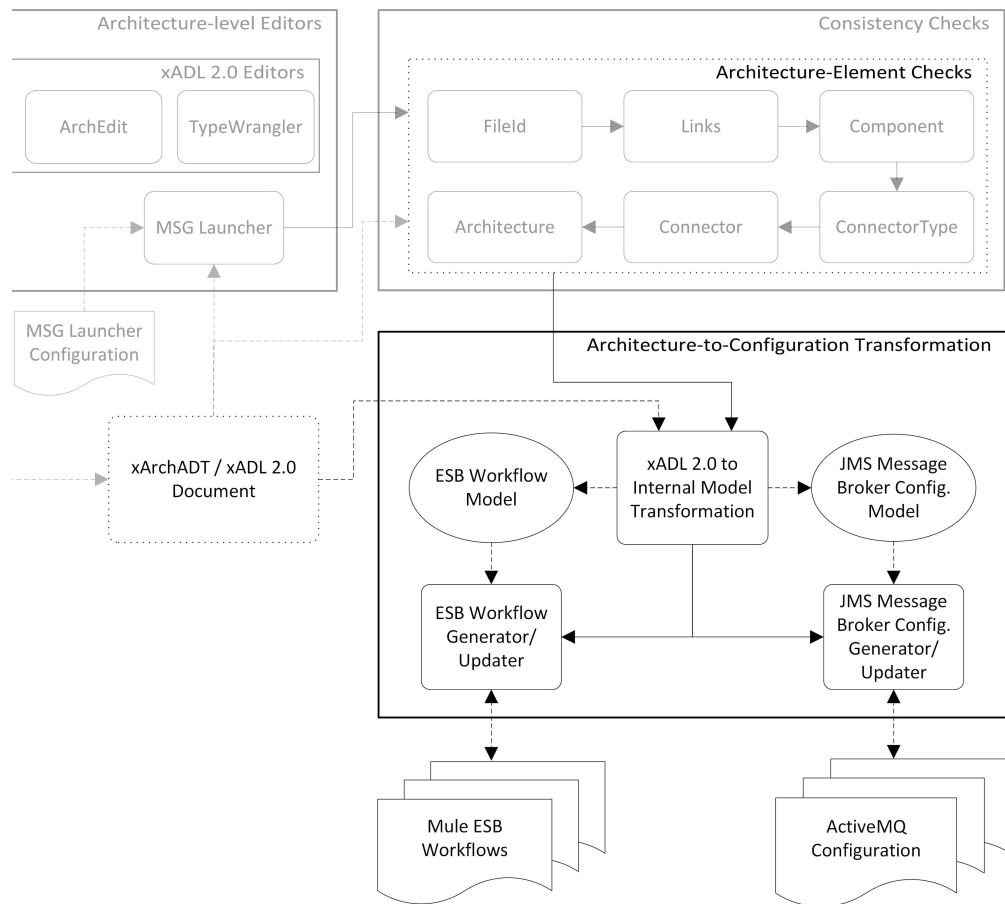 Architecture-level Editors
xADL 2.0 Editors
ArchEdit
TypeWrangler
MSG Launcher
MSG Launcher
Configuration
Consistency Checks
Architecture-Element Checks
FileId
Links
Component
Architecture
Connector
ConnectorType
Architecture-to-Configuration Transformation
xArchADT / xADL 2.0
Document
ESB Workflow
Model
xADL 2.0 to
Internal Model
Transformation
JMS Message
Broker Config.
Model
ESB Workflow
Generator/
Updater
JMS Message
Broker Config.
Generator/
Updater
Mule ESB
Workflows
ActiveMQ
Configuration